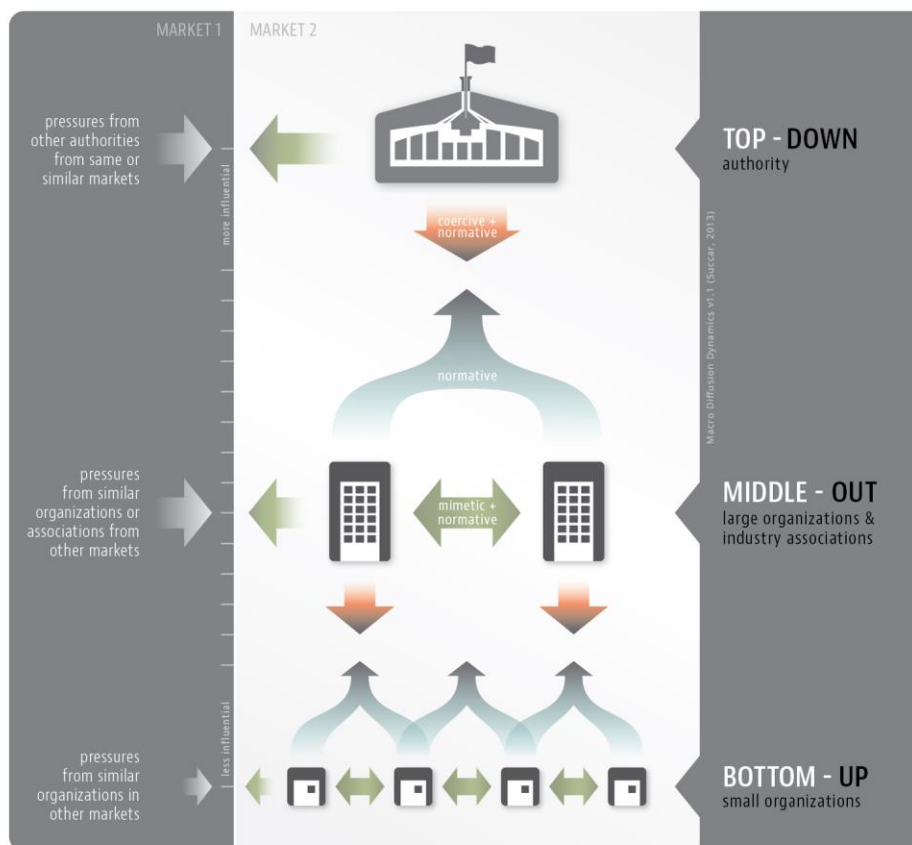 MARKET 1
MARKET 2
pressures from
other authorities
from same or
similar markets
more influential
coercive +
normative
TOP - DOWN
authority
Macro Diffusion Dynamics v1.1 (Succar, 2013)
normative
pressures
from similar
organizations or
associations from
other markets
mimetic +
normative
MIDDLE - OUT
large organizations &
industry associations
less influential
pressures
from similar
organizations in
other markets
BOTTOM - UP
small organizations